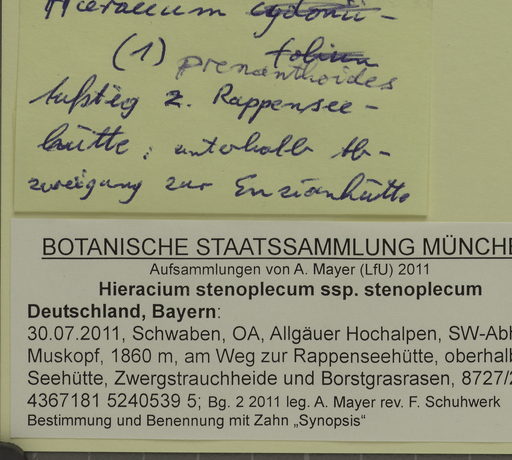 Hieracium cydonii-
(1) folium
prenanthoides
Aufstieg z. Rappensee-
hütte, unterhalb Ab-
zweigung zur Enzianhütte
BOTANISCHE STAATSSAMMLUNG MÜNCHE
Aufsammlungen von A. Mayer (LfU) 2011
Hieracium stenoplecum ssp. stenoplecum
Deutschland, Bayern:
30.07.2011, Schwaben, OA, Allgäuer Hochalpen, SW-Abh
Muskopf, 1860 m, am Weg zur Rappenseehütte, oberhalb
Seehütte, Zwergstrauchheide und Borstgrasrasen, 8727/2
4367181 5240539 5; Bg. 2 2011 leg. A. Mayer rev. F. Schuhwerk
Bestimmung und Benennung mit Zahn „Synopsis“